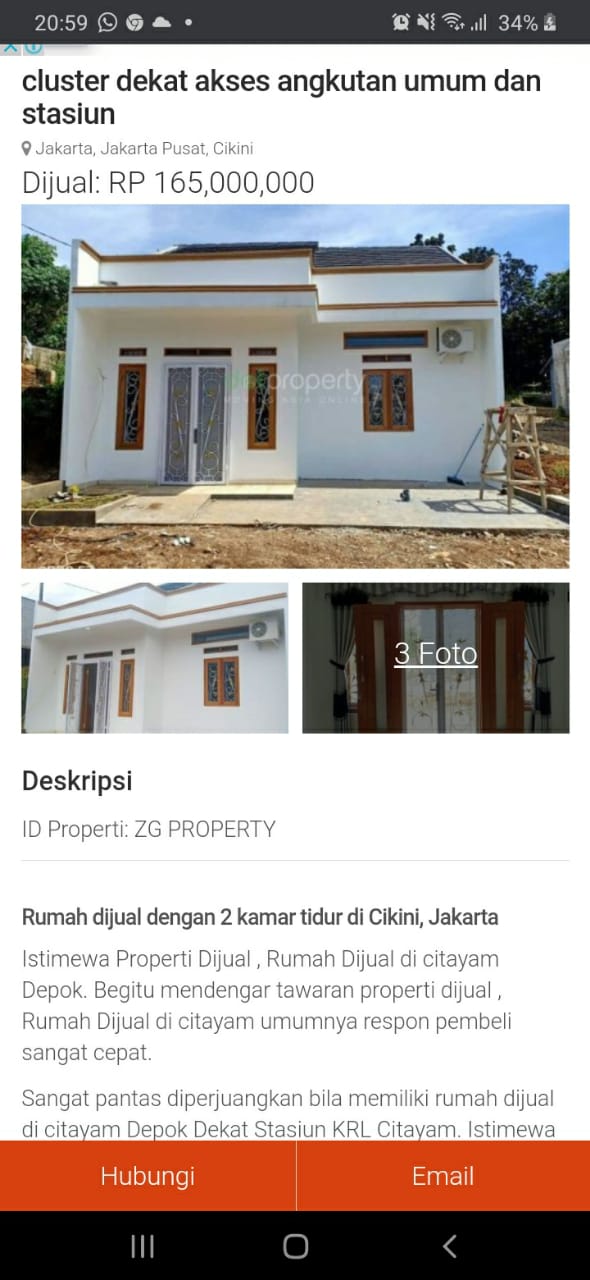 20:59
34%
cluster dekat akses angkutan umum dan
stasiun
Jakarta, Jakarta Pusat, Cikini
Dijual: RP 165,000,000
property
3 Foto
Deskripsi
ID Properti: ZG PROPERTY
Rumah dijual dengan 2 kamar tidur di Cikini, Jakarta
Istimewa Properti Dijual , Rumah Dijual di citayam
Depok. Begitu mendengar tawaran properti dijual ,
Rumah Dijual di citayam umumnya respon pembeli
sangat cepat.
Sangat pantas diperjuangkan bila memiliki rumah dijual
di citayam Depok Dekat Stasiun KRL Citayam. Istimewa
Hubungi
Email